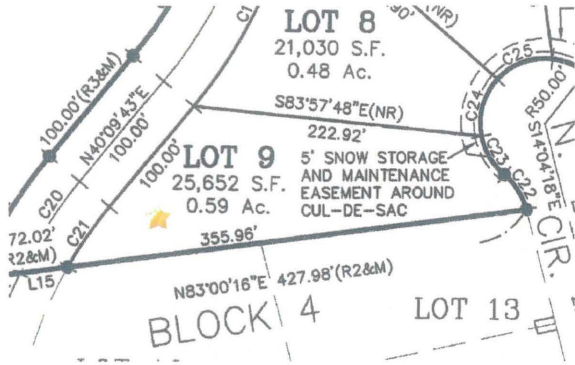 C1
LOT 8
21,030 S.F.
0.48 Ac.
(NR)
C25
R50.00'
C24
100.00'(R3&M)
N40°09'43"E
100.00'
S83°57'48"E(NR)
222.92'
N.
S14°04'18"E
LOT 9
25,652 S.F.
0.59 Ac.
100.00'
5' SNOW STORAGE
AND MAINTENANCE
EASEMENT AROUND
CUL-DE-SAC
C23
C22
C20
C21
CIR.
72.02'
R2&M)
L15
355.96'
N83°00'16"E 427.98'(R2&M)
BLOCK 4
LOT 13